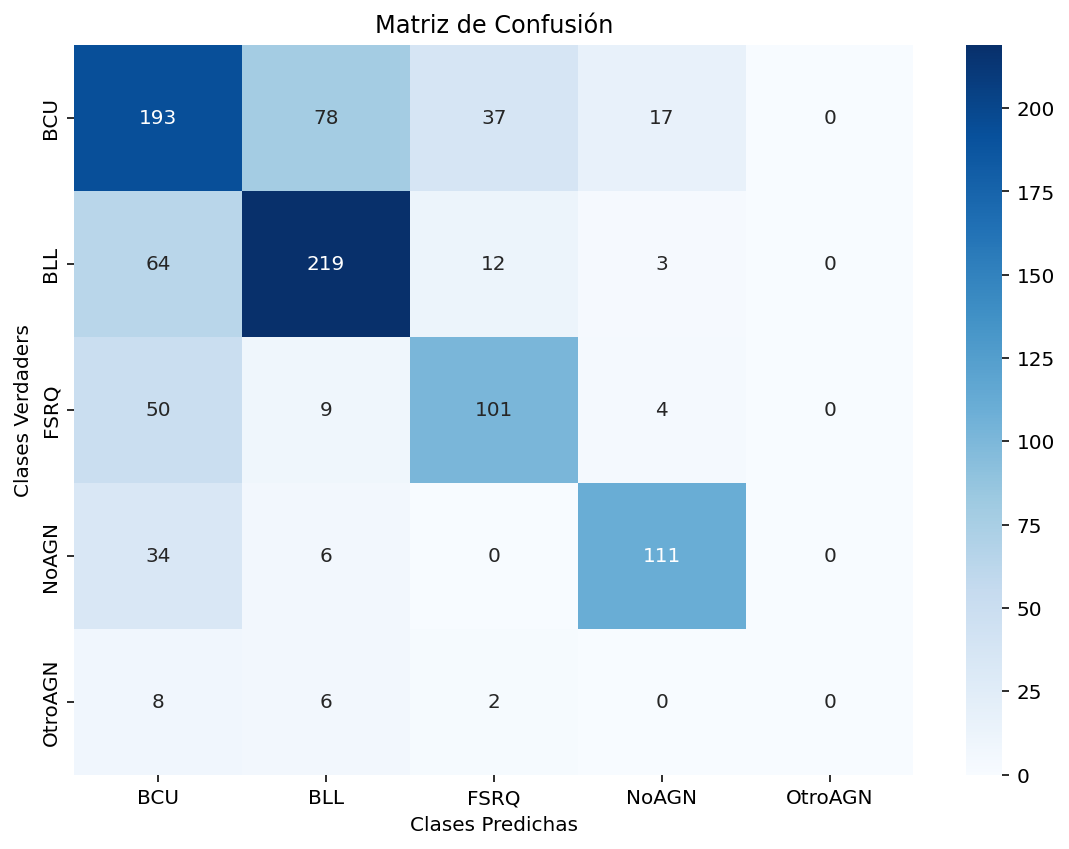 Matriz de Confusión
BCU 193 78 37 17 0
BLL 64 219 12 3 0
FSRQ 50 9 101 4 0
NoAGN 34 6 0 111 0
OtroAGN 8 6 2 0 0
BCU BLL FSRQ NoAGN OtroAGN
Clases Predichas
Clases Verdaders
200
175
150
125
100
75
50
25
0